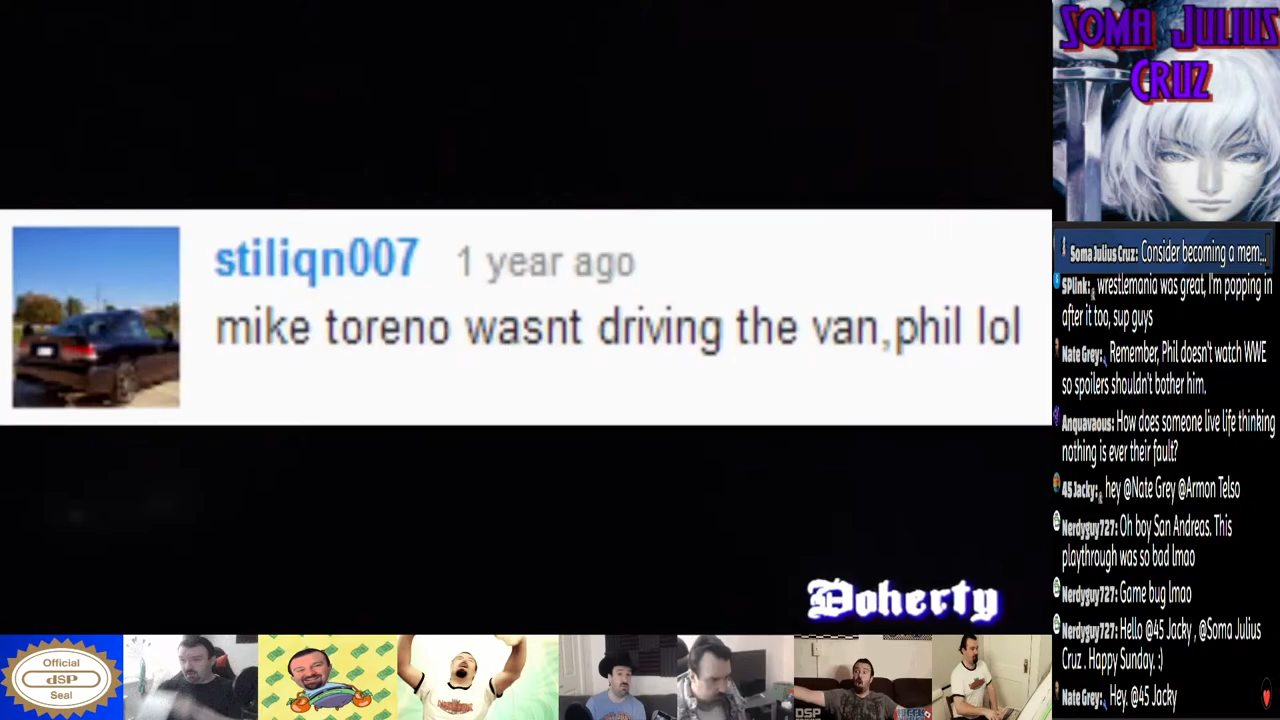 stiliqn007 1 year ago
mike toreno wasnt driving the van,phil lol
Doherty
Official
dSP
Seal
DSP
SOMA JULIUS
CRUZ
Soma Julius Cruz: Consider becoming a mem...
SPlink: wrestlemania was great, I'm popping in
after it too, sup guys
Nate Grey: Remember, Phil doesn't watch WWE
so spoilers shouldn't bother him.
Anquavaous: How does someone live life thinking
nothing is ever their fault?
45 Jacky: hey @Nate Grey @Armon Telso
Nerdyguy727: Oh boy San Andreas. This
playthrough was so bad lmao
Nerdyguy727: Game bug lmao
Nerdyguy727: Hello @45 Jacky , @Soma Julius
Cruz . Happy Sunday. :)
Nate Grey: Hey. @45 Jacky